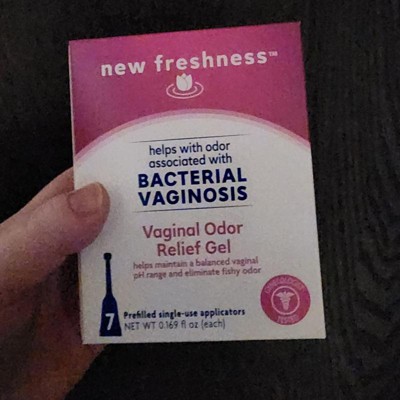 new freshness™
helps with odor
associated with
BACTERIAL
VAGINOSIS
Vaginal Odor
Relief Gel
helps maintain a balanced vaginal
pH range and eliminate fishy odor
7
Prefilled single-use applicators
NET WT 0.169 fl oz (each)